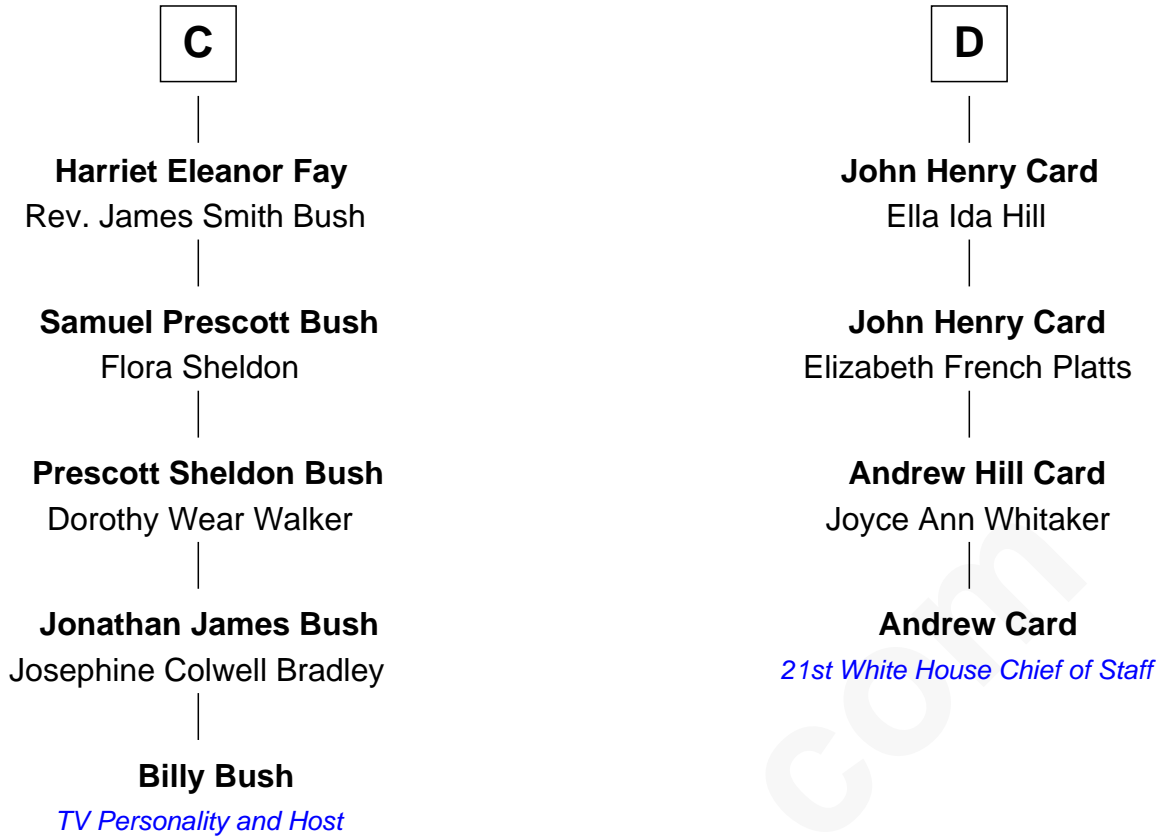 C
Harriet Eleanor Fay
Rev. James Smith Bush
Samuel Prescott Bush
Flora Sheldon
Prescott Sheldon Bush
Dorothy Wear Walker
Jonathan James Bush
Josephine Colwell Bradley
Billy Bush
TV Personality and Host
D
John Henry Card
Ella Ida Hill
John Henry Card
Elizabeth French Platts
Andrew Hill Card
Joyce Ann Whitaker
Andrew Card
21st White House Chief of Staff
com